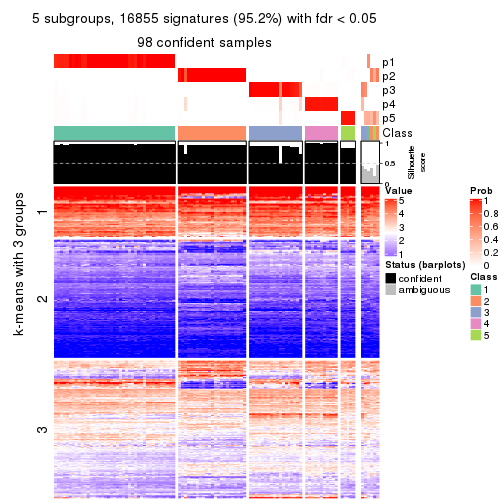 5 subgroups, 16855 signatures (95.2%) with fdr < 0.05
98 confident samples
p1
p2
p3
p4
p5
Class
1
0.5
0
Silhouette
score
k-means with 3 groups
1
2
3
Value
5
4
3
2
1
Status (barplots)
confident
ambiguous
Prob
1
0.8
0.6
0.4
0.2
0
Class
1
2
3
4
5